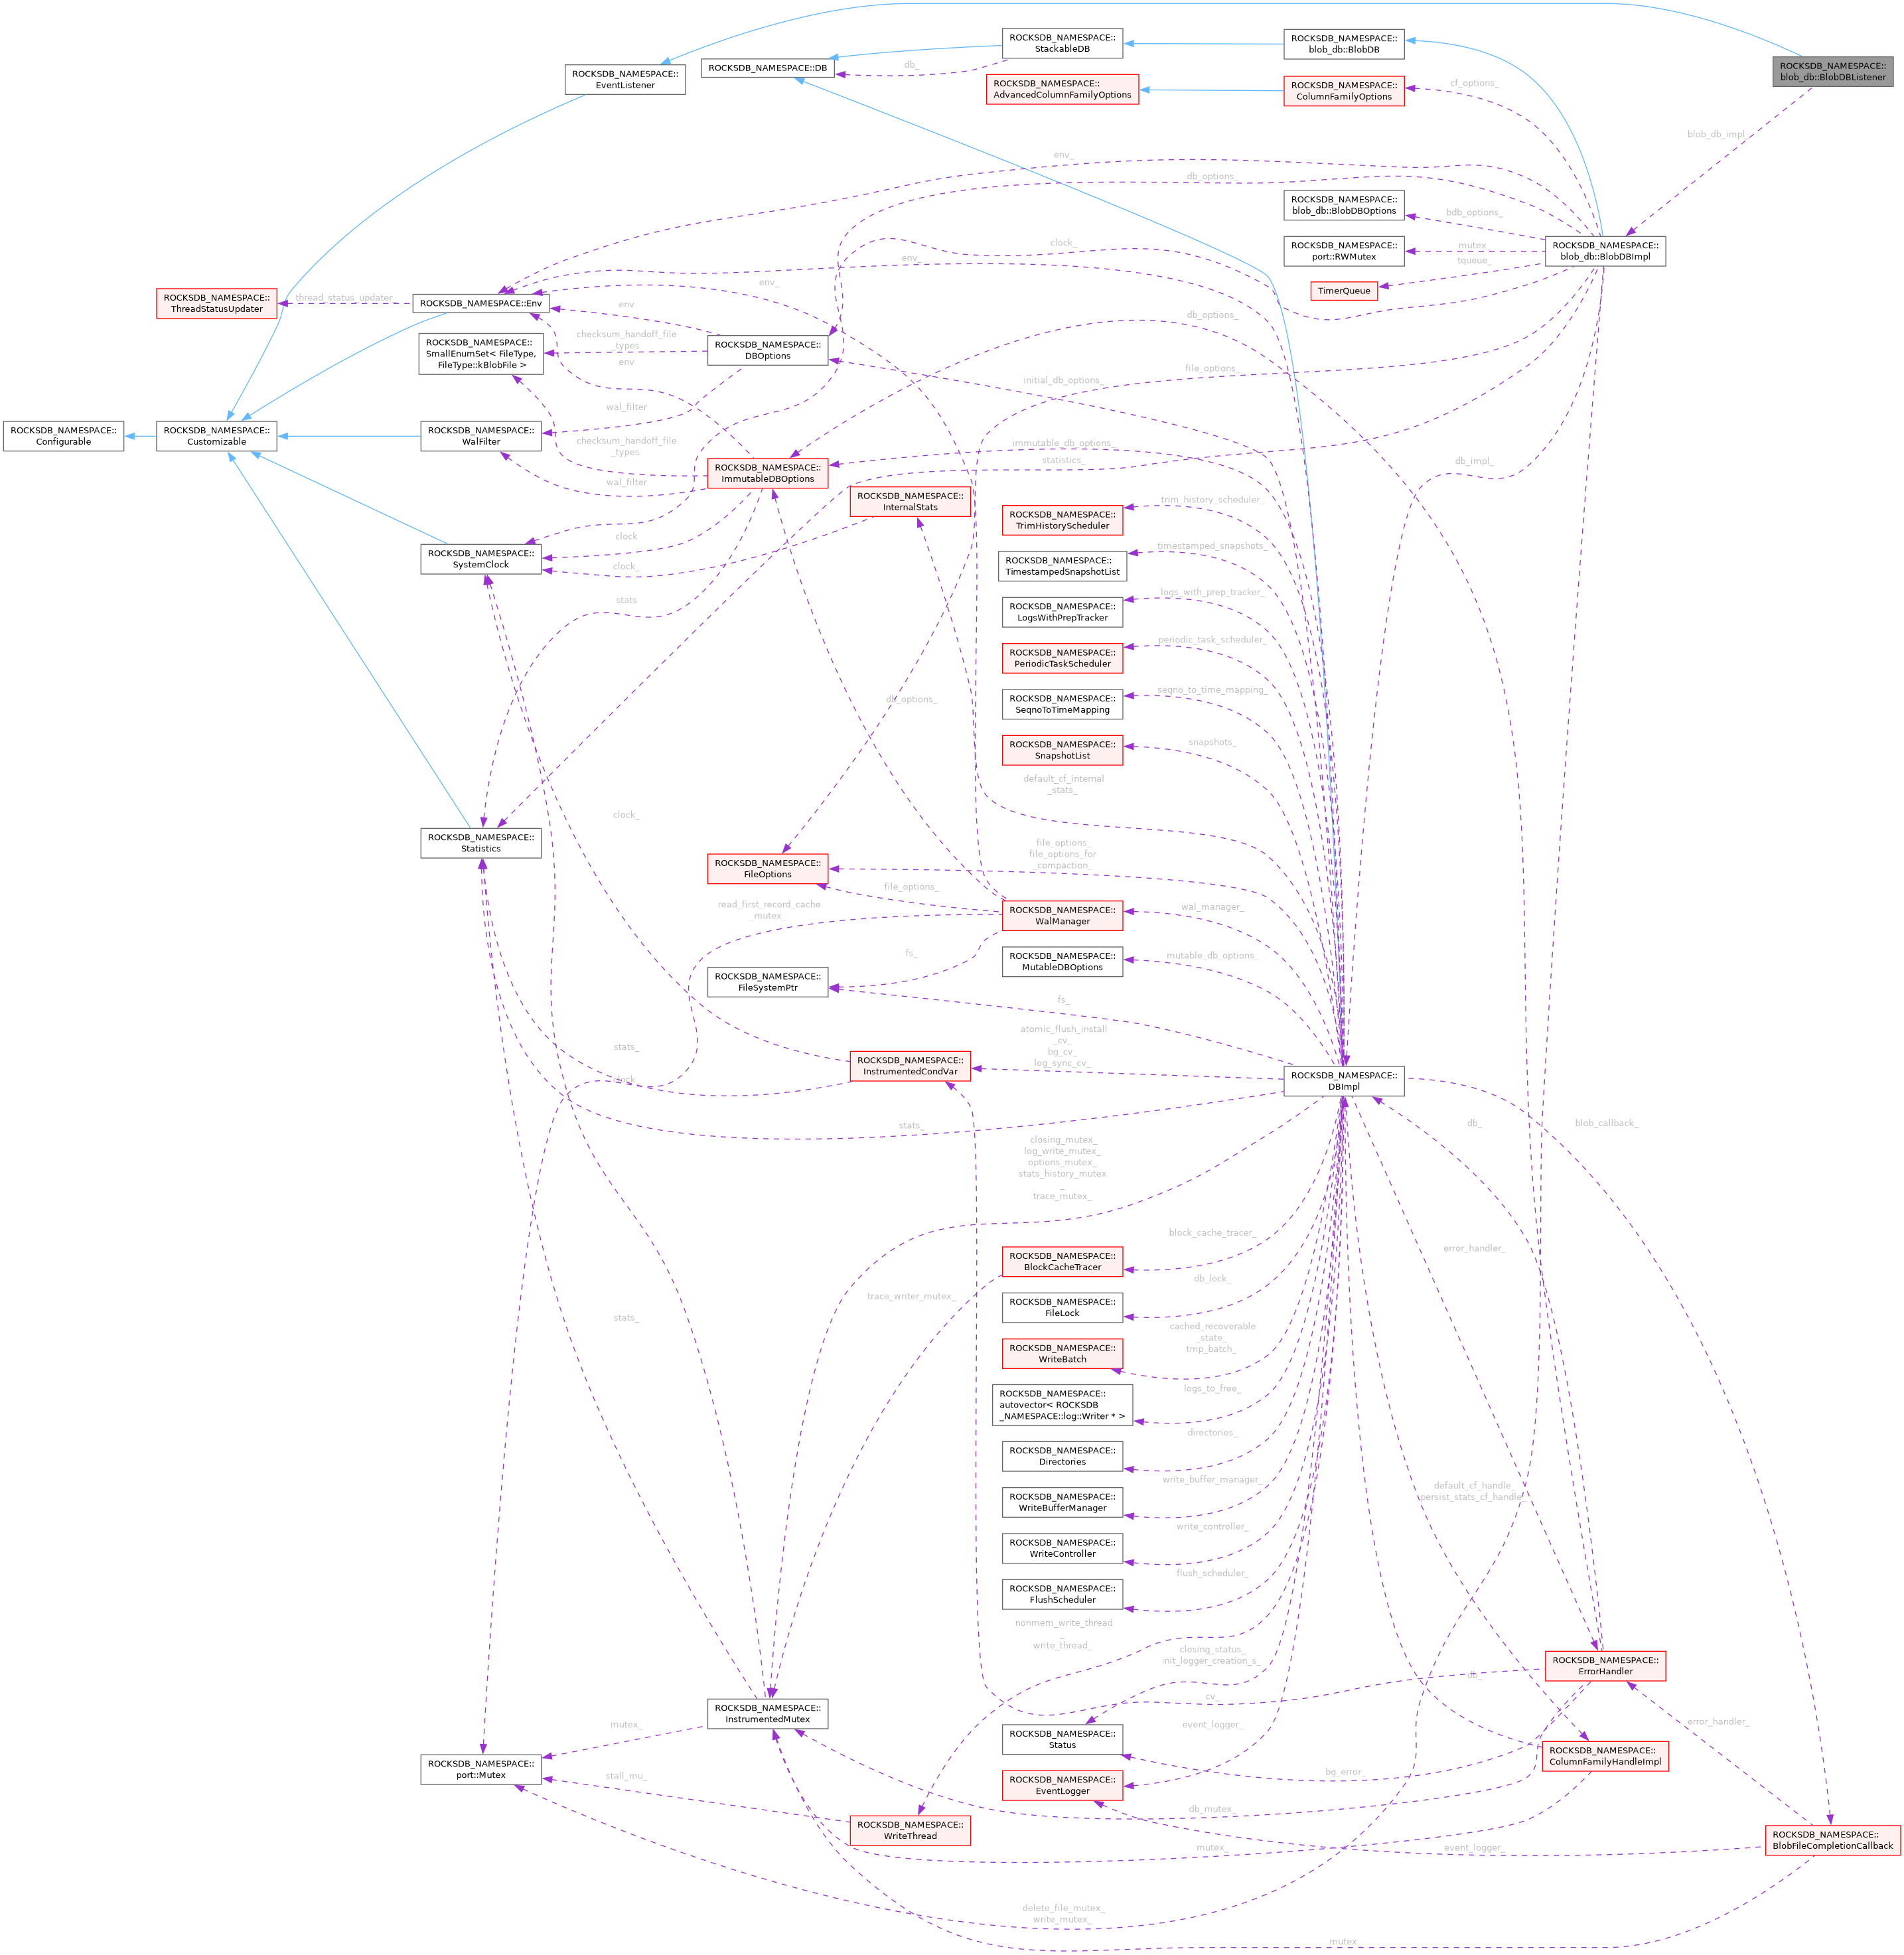 ROCKSDB_NAMESPACE::
StackableDB
ROCKSDB_NAMESPACE::
blob_db::BlobDB
ROCKSDB_NAMESPACE::
blob_db::BlobDBListener
ROCKSDB_NAMESPACE::DB
db_
ROCKSDB_NAMESPACE::
EventListener
ROCKSDB_NAMESPACE::
AdvancedColumnFamilyOptions
ROCKSDB_NAMESPACE::
ColumnFamilyOptions
cf_options_
blob_db_impl_
env_
db_options_
ROCKSDB_NAMESPACE::
blob_db::BlobDBOptions
bdb_options_
ROCKSDB_NAMESPACE::
port::RWMutex
mutex_
tqueue_
ROCKSDB_NAMESPACE::
blob_db::BlobDBImpl
clock_
env_
env_
TimerQueue
ROCKSDB_NAMESPACE::
ThreadStatusUpdater
thread_status_updater_
ROCKSDB_NAMESPACE::Env
env
db_options_
ROCKSDB_NAMESPACE::
SmallEnumSet< FileType,
FileType::kBlobFile >
checksum_handoff_file
_types
env
ROCKSDB_NAMESPACE::
DBOptions
file_options_
initial_db_options_
wal_filter
ROCKSDB_NAMESPACE::
Configurable
ROCKSDB_NAMESPACE::
Customizable
ROCKSDB_NAMESPACE::
WalFilter
checksum_handoff_file
_types
immutable_db_options_
statistics_
db_impl_
wal_filter
ROCKSDB_NAMESPACE::
ImmutableDBOptions
ROCKSDB_NAMESPACE::
InternalStats
ROCKSDB_NAMESPACE::
TrimHistoryScheduler
trim_history_scheduler_
clock
ROCKSDB_NAMESPACE::
SystemClock
clock_
ROCKSDB_NAMESPACE::
TimestampedSnapshotList
timestamped_snapshots_
stats
ROCKSDB_NAMESPACE::
LogsWithPrepTracker
logs_with_prep_tracker_
ROCKSDB_NAMESPACE::
PeriodicTaskScheduler
periodic_task_scheduler_
db_options_
ROCKSDB_NAMESPACE::
SeqnoToTimeMapping
seqno_to_time_mapping_
ROCKSDB_NAMESPACE::
SnapshotList
snapshots_
default_cf_internal
_stats_
clock_
ROCKSDB_NAMESPACE::
Statistics
file_options_
file_options_for
_compaction_
ROCKSDB_NAMESPACE::
FileOptions
file_options_
read_first_record_cache
_mutex_
ROCKSDB_NAMESPACE::
WalManager
wal_manager_
fs_
ROCKSDB_NAMESPACE::
MutableDBOptions
mutable_db_options_
ROCKSDB_NAMESPACE::
FileSystemPtr
fs_
atomic_flush_install
_cv_
bg_cv_
log_sync_cv_
stats_
clock_
ROCKSDB_NAMESPACE::
InstrumentedCondVar
ROCKSDB_NAMESPACE::
DBImpl
stats_
db_
blob_callback_
closing_mutex_
log_write_mutex_
options_mutex_
stats_history_mutex
_
trace_mutex_
block_cache_tracer_
error_handler_
ROCKSDB_NAMESPACE::
BlockCacheTracer
trace_writer_mutex_
db_lock_
ROCKSDB_NAMESPACE::
FileLock
stats_
cached_recoverable
_state_
tmp_batch_
ROCKSDB_NAMESPACE::
WriteBatch
ROCKSDB_NAMESPACE::
autovector< ROCKSDB
_NAMESPACE::log::Writer * >
logs_to_free_
directories_
ROCKSDB_NAMESPACE::
Directories
write_buffer_manager_
default_cf_handle_
persist_stats_cf_handle_
ROCKSDB_NAMESPACE::
WriteBufferManager
write_controller_
ROCKSDB_NAMESPACE::
WriteController
flush_scheduler_
ROCKSDB_NAMESPACE::
FlushScheduler
nonmem_write_thread
_
write_thread_
closing_status_
init_logger_creation_s_
ROCKSDB_NAMESPACE::
ErrorHandler
db_
cv_
ROCKSDB_NAMESPACE::
InstrumentedMutex
mutex_
ROCKSDB_NAMESPACE::
Status
event_logger_
error_handler_
ROCKSDB_NAMESPACE::
port::Mutex
ROCKSDB_NAMESPACE::
ColumnFamilyHandleImpl
bg_error_
stall_mu_
ROCKSDB_NAMESPACE::
EventLogger
db_mutex_
ROCKSDB_NAMESPACE::
WriteThread
mutex_
event_logger_
ROCKSDB_NAMESPACE::
BlobFileCompletionCallback
delete_file_mutex_
write_mutex_
mutex_